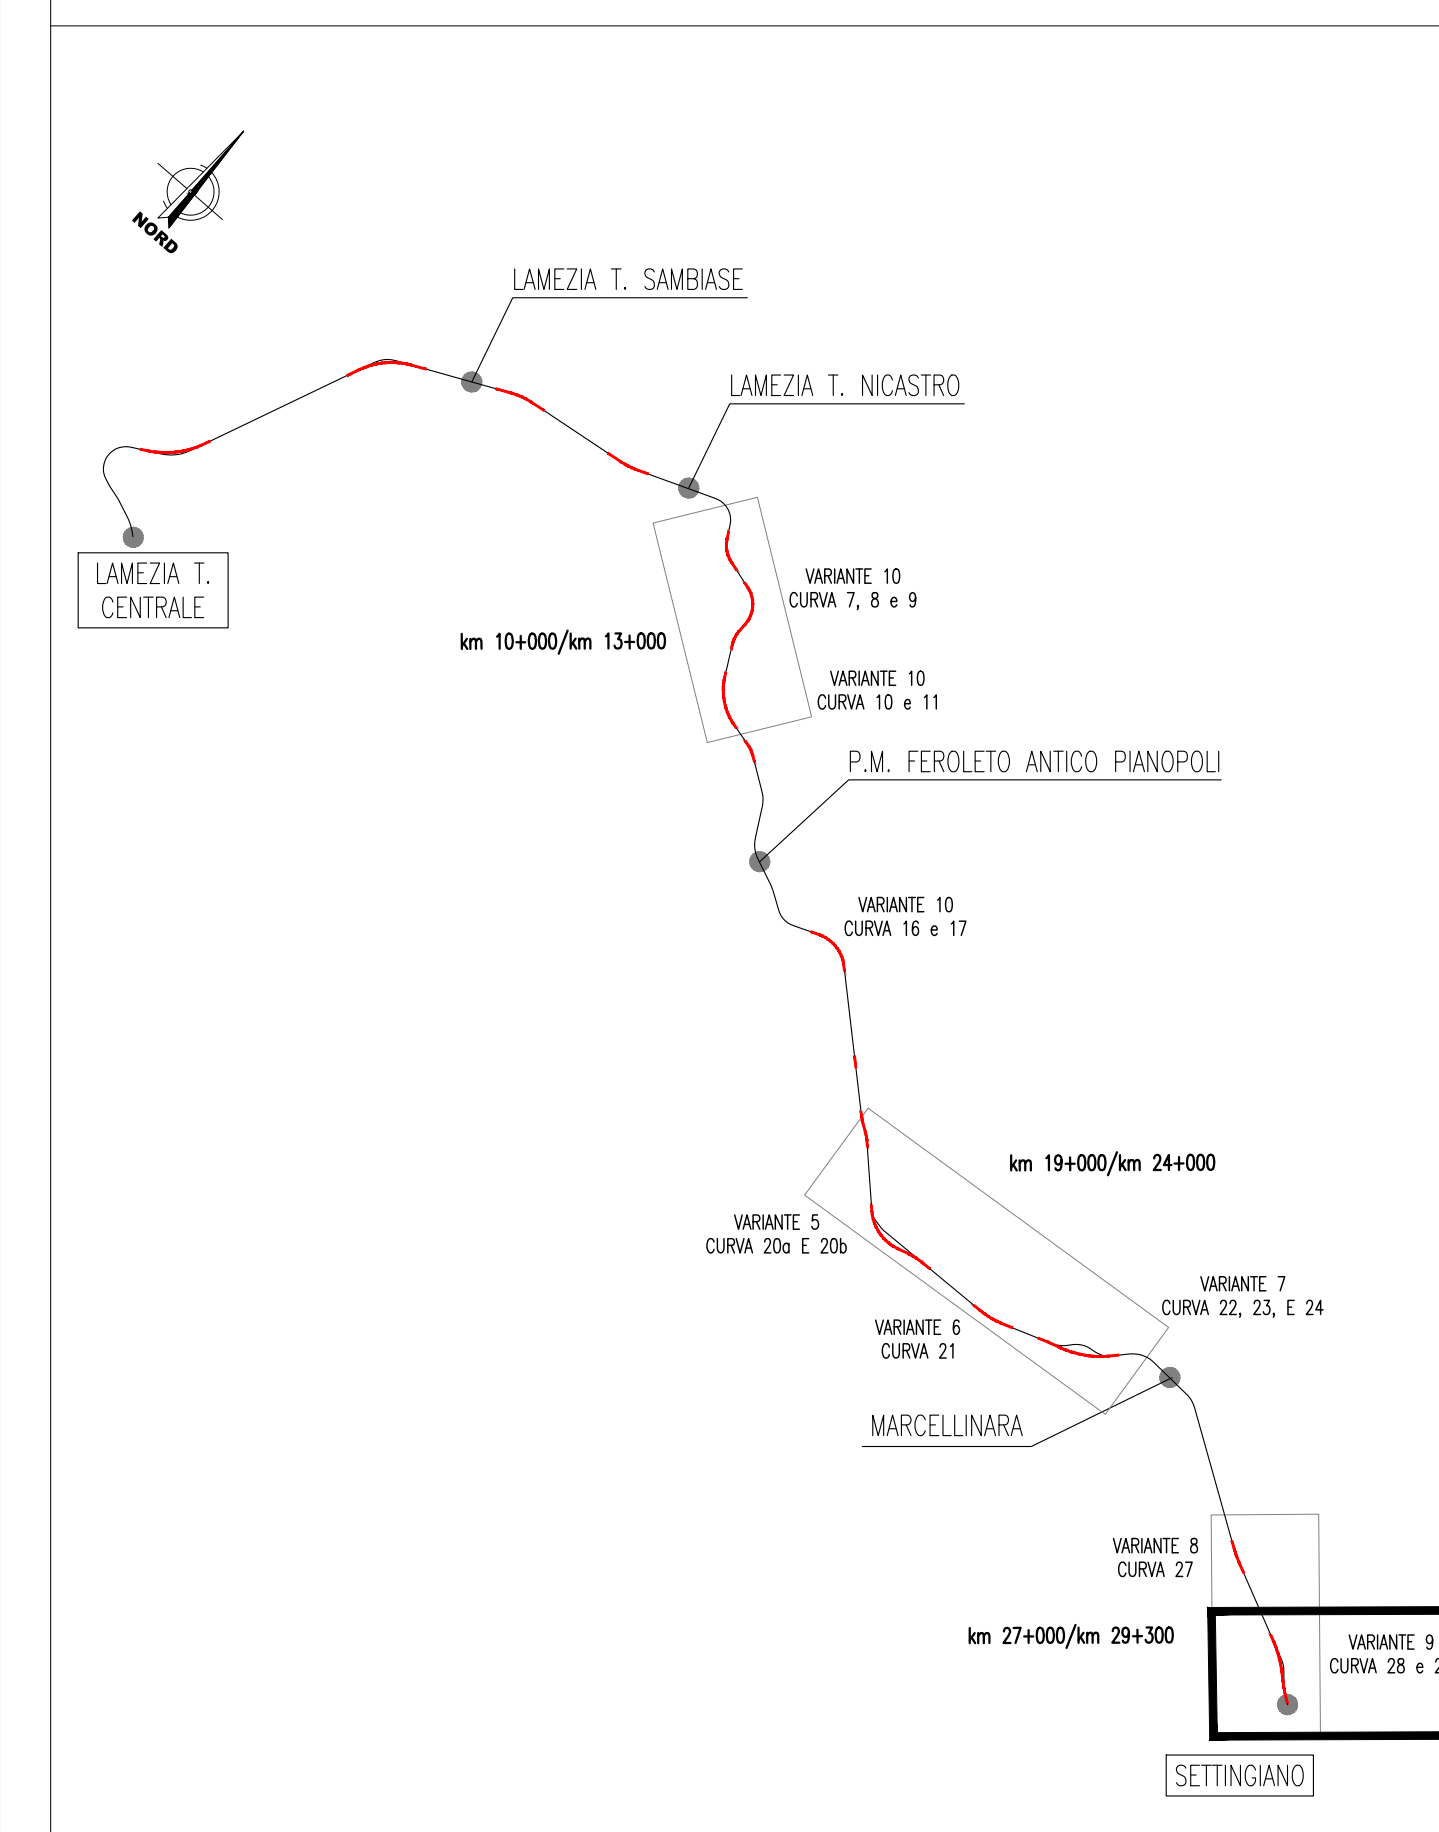 NORD
LAMEZIA T. SAMBIASE
LAMEZIA T. NICASTRO
LAMEZIA T.
CENTRALE
VARIANTE 10
CURVA 7, 8 e 9
km 10+000/km 13+000
VARIANTE 10
CURVA 10 e 11
P.M. FEROLETO ANTICO PIANOPOLI
VARIANTE 10
CURVA 16 e 17
km 19+000/km 24+000
VARIANTE 5
CURVA 20a E 20b
VARIANTE 7
CURVA 22, 23, E 24
VARIANTE 6
CURVA 21
MARCELLINARA
VARIANTE 8
CURVA 27
km 27+000/km 29+300
VARIANTE 9
CURVA 28 e
SETTINGIANO